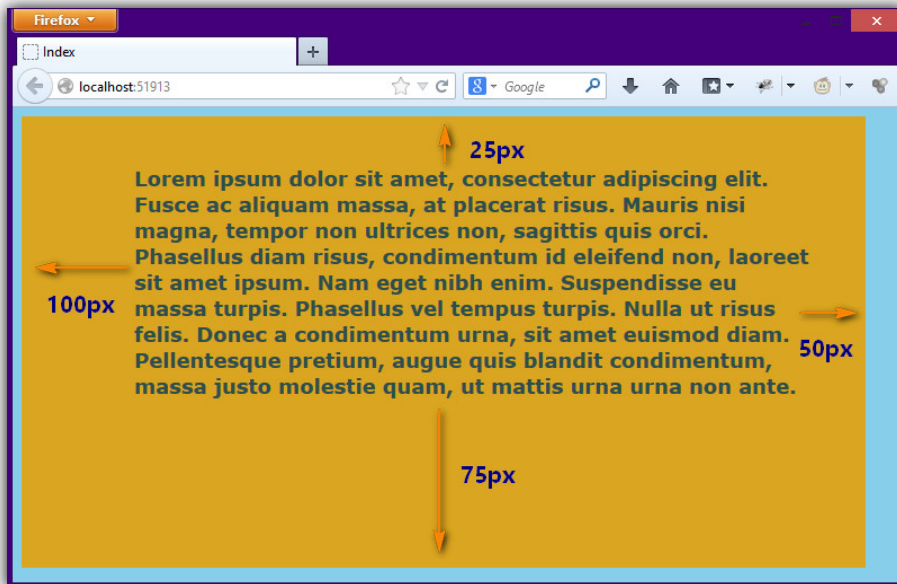 Firefox
Index
localhost:51913
8 Google
25px
Lorem ipsum dolor sit amet, consectetur adipiscing elit.
Fusce ac aliquam massa, at placerat risus. Mauris nisi
magna, tempor non ultrices non, sagittis quis orci.
Phasellus diam risus, condimentum id eleifend non, laoreet
sit amet ipsum. Nam eget nibh enim. Suspendisse eu
massa turpis. Phasellus vel tempus turpis. Nulla ut risus
felis. Donec a condimentum urna, sit amet euismod diam.
Pellentesque pretium, augue quis blandit condimentum,
massa justo molestie quam, ut mattis urna urna non ante.
100px
50px
75px